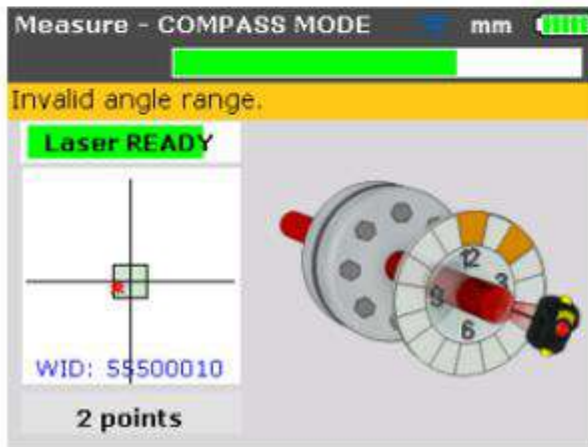 Measure - COMPASS MODE mm
Invalid angle range.
Laser READY
12
3
9
6
WID: 55500010
2 points